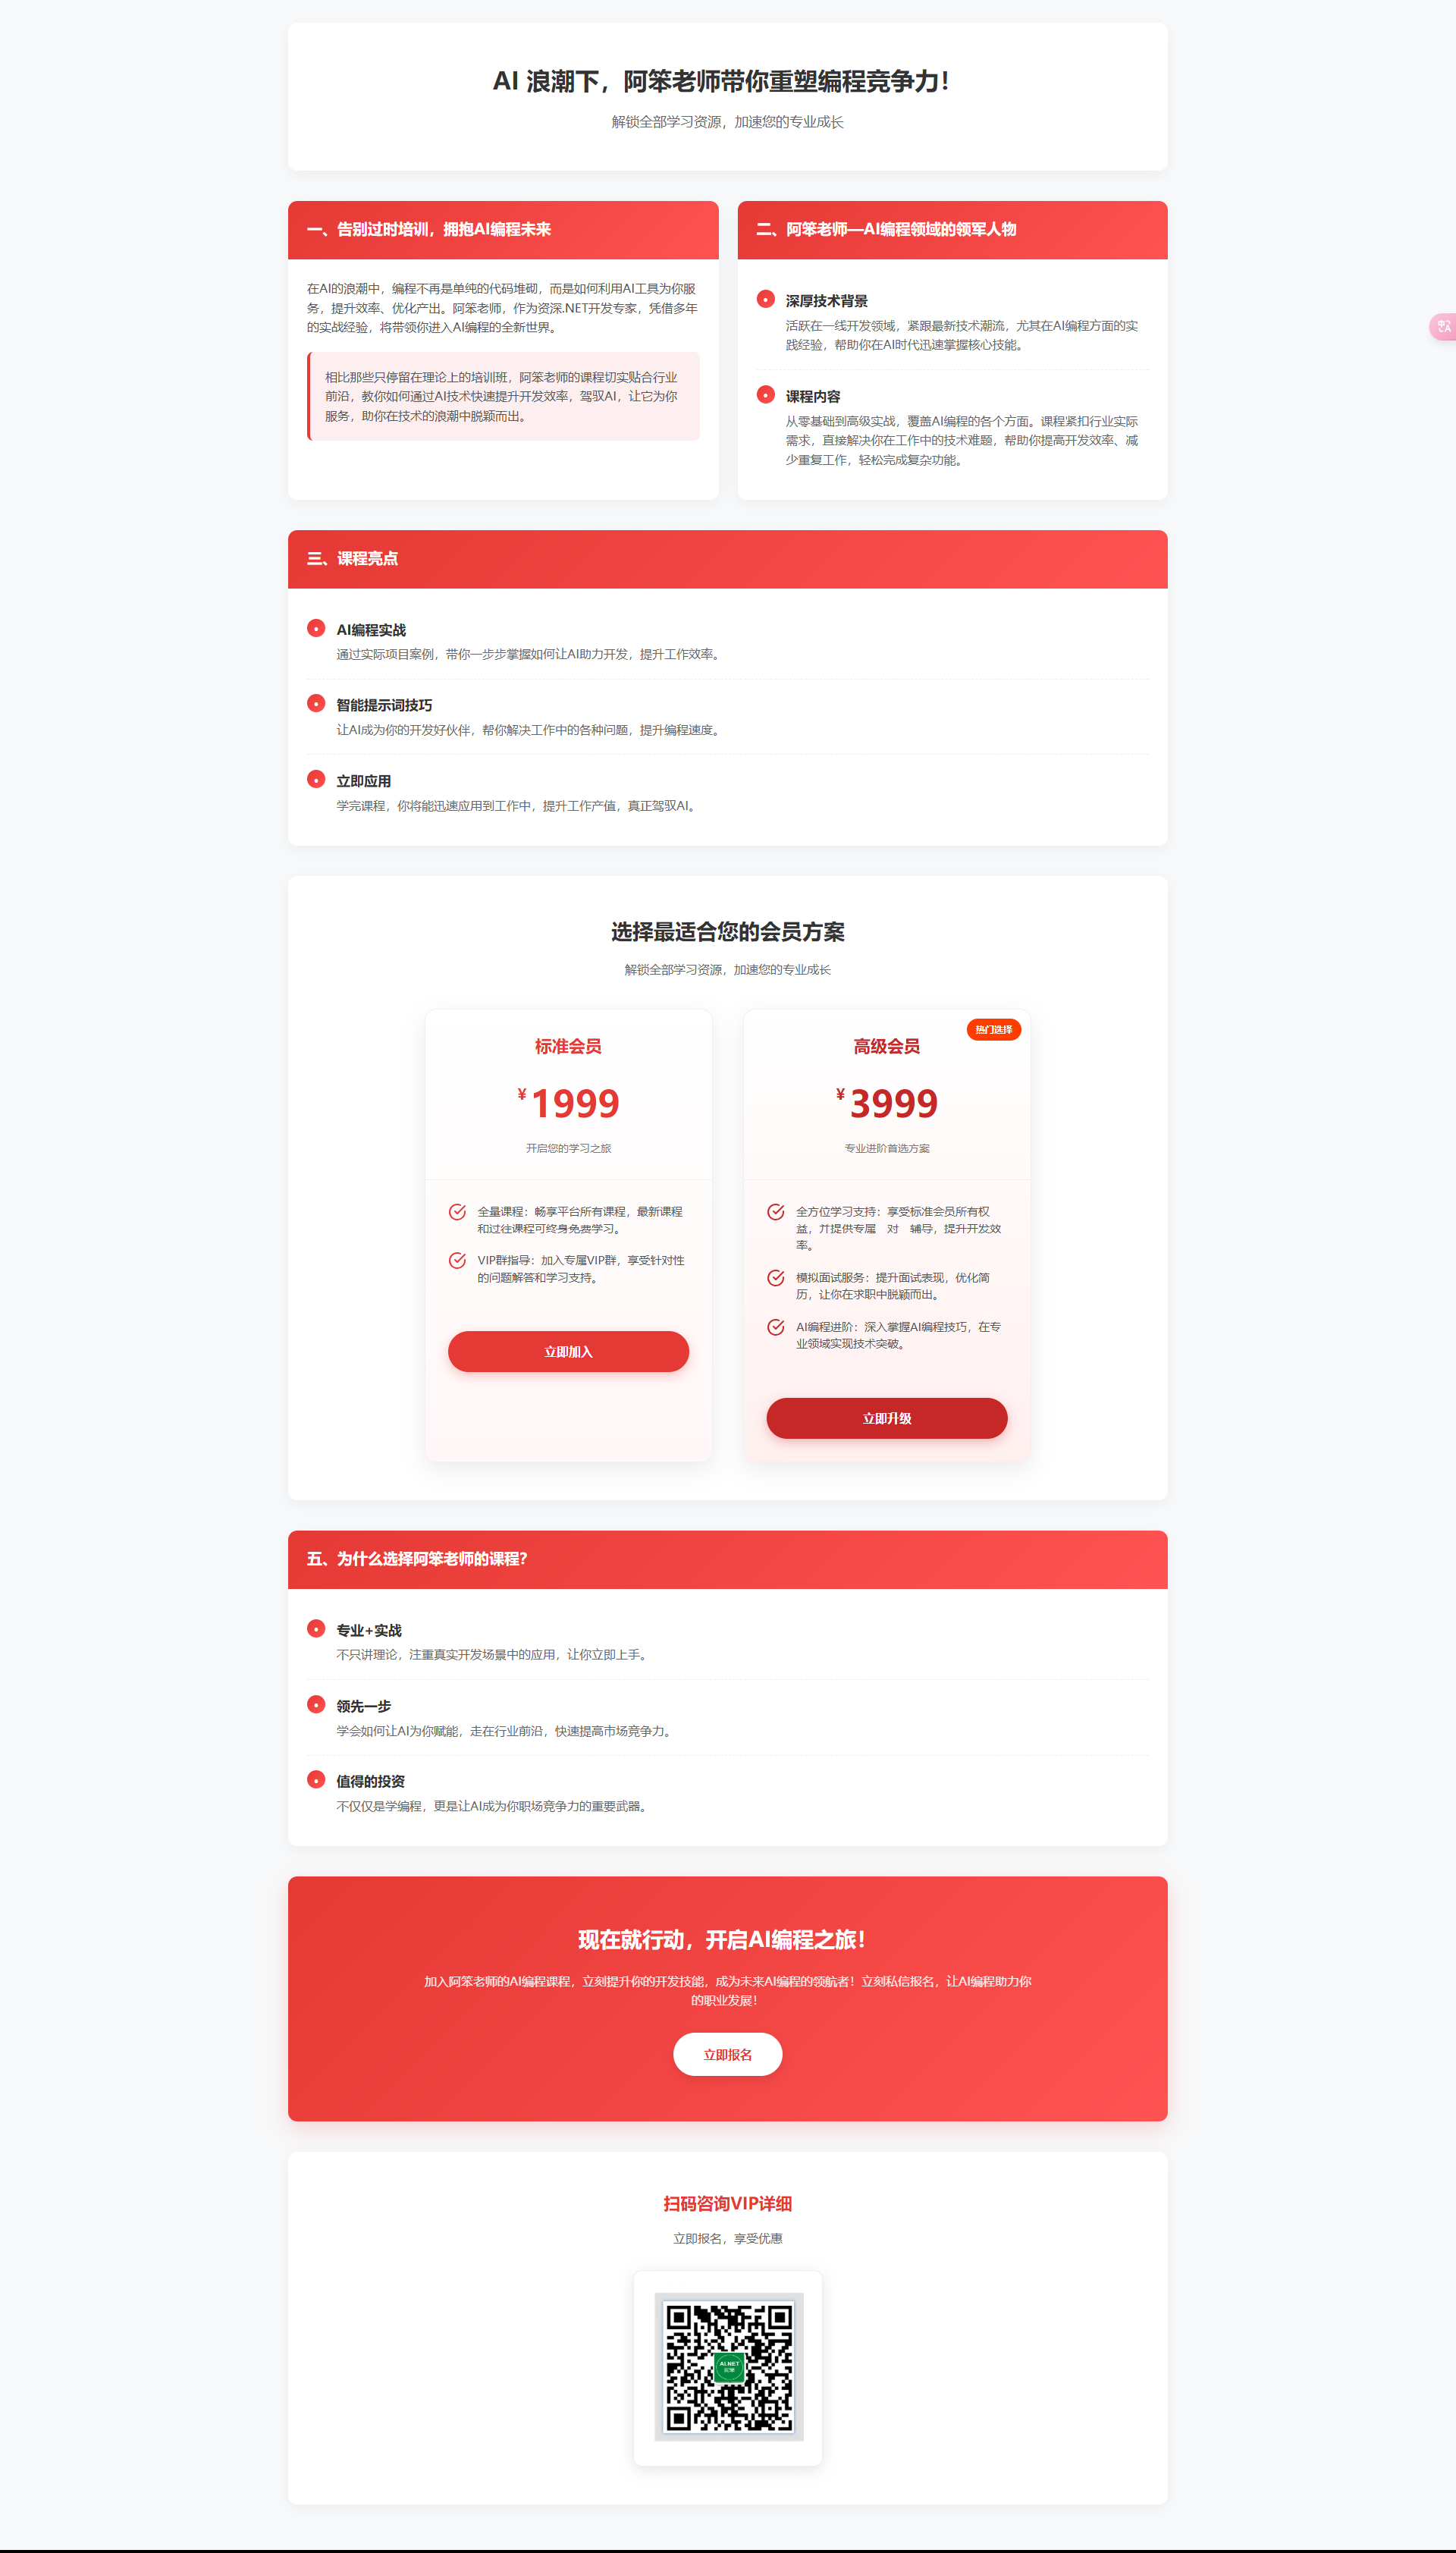 AI 浪潮下，阿笨老师带你重塑编程竞争力！
解锁全部学习资源，加速您的专业成长
一、告别过时培训，拥抱AI编程未来
在AI的浪潮中，编程不再是单纯的代码堆砌，而是如何利用AI工具为你服
务，提升效率、优化产出。阿笨老师，作为资深.NET开发专家，凭借多年
的实战经验，将带领你进入AI编程的全新世界。
相比那些只停留在理论上的培训班，阿笨老师的课程切实贴合行业
前沿，教你如何通过AI技术快速提升开发效率，驾驭AI，让它为你
服务，助你在技术的浪潮中脱颖而出。
二、阿笨老师—AI编程领域的领军人物
深厚技术背景
活跃在一线开发领域，紧跟最新技术潮流，尤其在AI编程方面的实
践经验，帮助你在AI时代迅速掌握核心技能。
课程内容
从零基础到高级实战，覆盖AI编程的各个方面。课程紧扣行业实际
需求，直接解决你在工作中的技术难题，帮助你提高开发效率、减
少重复工作，轻松完成复杂功能。
三、课程亮点
AI编程实战
通过实际项目案例，带你一步步掌握如何让AI助力开发，提升工作效率。
智能提示词技巧
让AI成为你的开发好伙伴，帮你解决工作中的各种问题，提升编程速度。
立即应用
学完课程，你将能迅速应用到工作中，提升工作产值，真正驾驭AI。
选择最适合您的会员方案
解锁全部学习资源，加速您的专业成长
标准会员
¥1999
开启您的学习之旅
全量课程：畅享平台所有课程，最新课程
和过往课程可终身免费学习。
VIP群指导：加入专属VIP群，享受针对性
的问题解答和学习支持。
立即加入
热门选择
高级会员
¥3999
专业进阶首选方案
全方位学习支持：享受标准会员所有权
益，并提供专属一对一辅导，提升开发效
率。
模拟面试服务：提升面试表现，优化简
历，让你在求职中脱颖而出。
AI编程进阶：深入掌握AI编程技巧，在专
业领域实现技术突破。
立即升级
五、为什么选择阿笨老师的课程？
专业+实战
不只讲理论，注重真实开发场景中的应用，让你立即上手。
领先一步
学会如何让AI为你赋能，走在行业前沿，快速提高市场竞争力。
值得的投资
不仅仅是学编程，更是让AI成为你职场竞争力的重要武器。
现在就行动，开启AI编程之旅！
加入阿笨老师的AI编程课程，立刻提升你的开发技能，成为未来AI编程的领航者！立刻私信报名，让AI编程助力你
的职业发展！
立即报名
扫码咨询VIP详细
立即报名，享受优惠
AI.NET